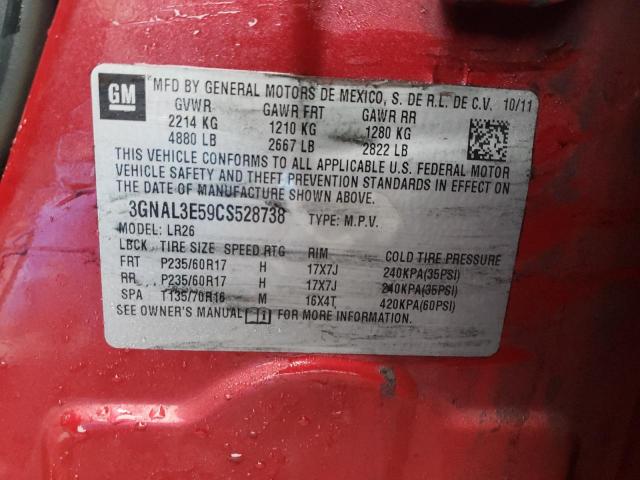 GM
MFD BY GENERAL MOTORS DE MEXICO, S. DE R.L. DE C.V. 10/11
GVWR GAWR FRT GAWR RR
2214 KG 1210 KG 1280 KG
4880 LB 2667 LB 2822 LB
THIS VEHICLE CONFORMS TO ALL APPLICABLE U.S. FEDERAL MOTOR
VEHICLE SAFETY AND THEFT PREVENTION STANDARDS IN EFFECT ON
THE DATE OF MANUFACTURE SHOWN ABOVE.
3GNAL3E59CS528738 TYPE: M.P.V.
MODEL: LR26
LBCK TIRE SIZE SPEED RTG RIM COLD TIRE PRESSURE
FRT P235/60R17 H 17X7J 240KPA(35PSI)
RR P235/60R17 H 17X7J 240KPA(35PSI)
SPA T135/70R16 M 16X4T 420KPA(60PSI)
SEE OWNER'S MANUAL FOR MORE INFORMATION.